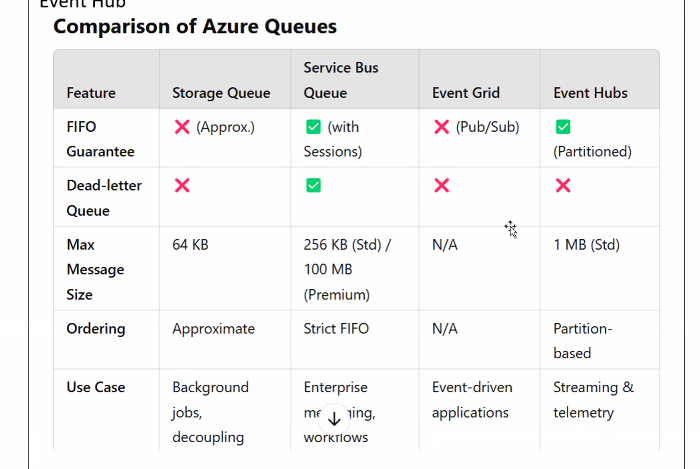 Event Hub
Comparison of Azure Queues
Feature Storage Queue Service Bus Queue Event Grid Event Hubs
FIFO Guarantee ❌ (Approx.) ✅ (with Sessions) ❌ (Pub/Sub) ✅ (Partitioned)
Dead-letter Queue ❌ ✅ ❌ ❌
Max Message Size 64 KB 256 KB (Std) / 100 MB (Premium) N/A 1 MB (Std)
Ordering Approximate Strict FIFO N/A Partition-based
Use Case Background jobs, decoupling Enterprise workflows Event-driven applications Streaming & telemetry